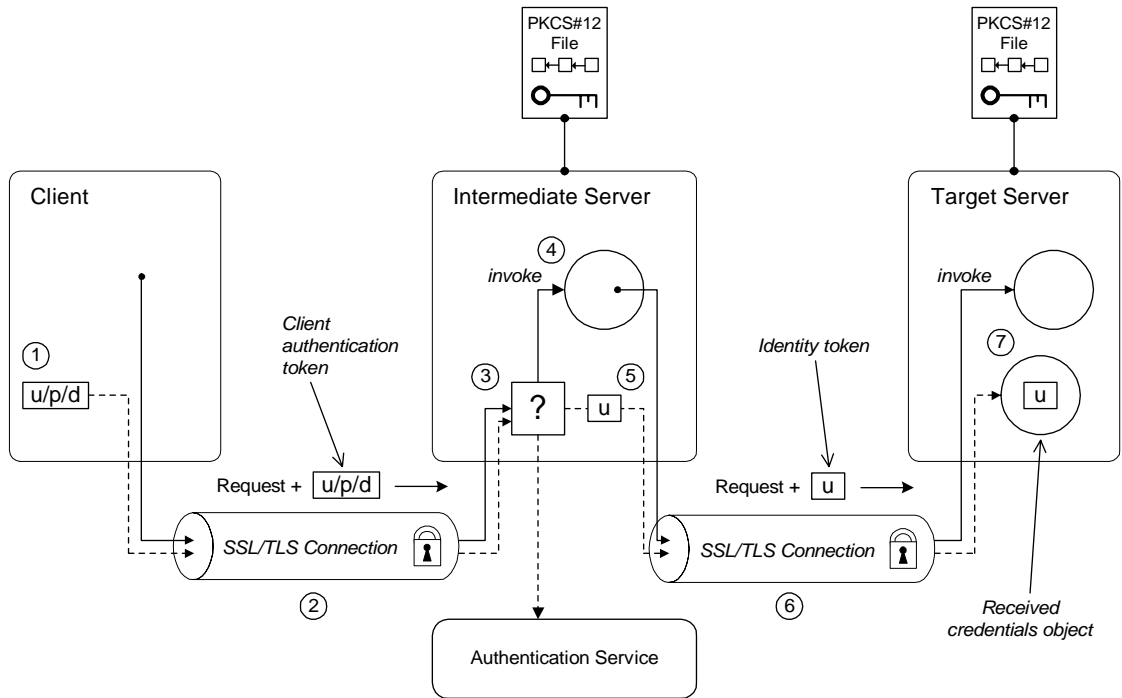 PKCS#12
File
PKCS#12
File
Client
Intermediate Server
Target Server
4
invoke
invoke
Client
authentication
token
Identity token
1
3
5
7
u/p/d
?
u
u
Request + u/p/d
Request + u
SSL/TLS Connection
SSL/TLS Connection
2
6
Received
credentials object
Authentication Service